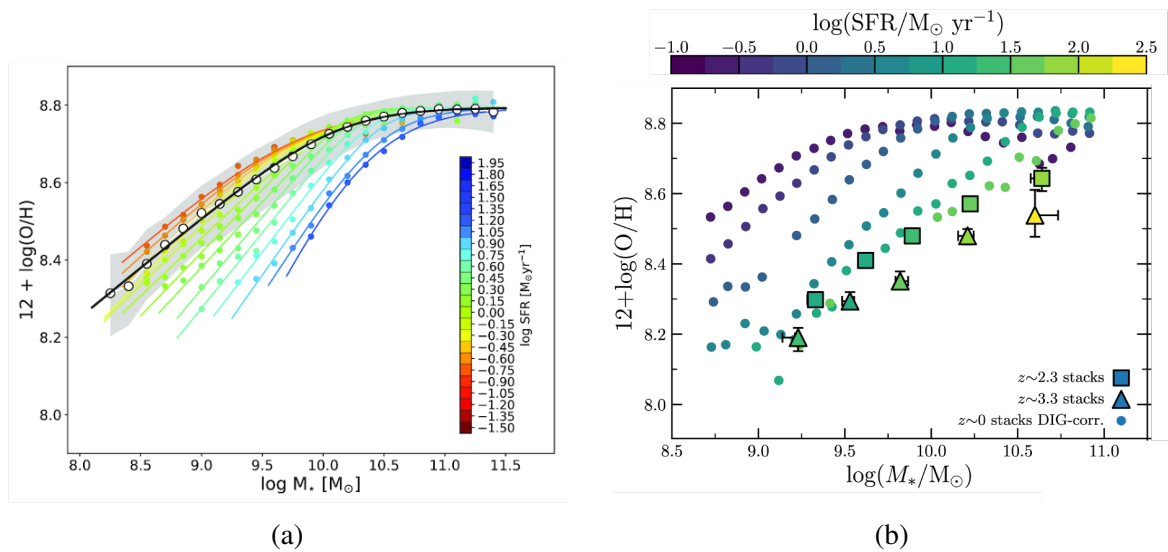 8.8
8.6
8.4
8.2
8.0
12 + log(O/H)
8.0 8.5 9.0 9.5 10.0 10.5 11.0 11.5
log M⋆ [M⊙]
1.95
1.80
1.65
1.50
1.35
1.20
1.05
0.90
0.75
0.60
0.45
0.30
0.15
0.00
−0.15
−0.30
−0.45
−0.60
−0.75
−0.90
−1.05
−1.20
−1.35
−1.50
log SFR [M⊙yr⁻¹]
(a)
log(SFR/M⊙ yr⁻¹)
−1.0 −0.5 0.0 0.5 1.0 1.5 2.0 2.5
8.8
8.6
8.4
8.2
8.0
12+log(O/H)
z∼2.3 stacks
z∼3.3 stacks
z∼0 stacks DIG-corr.
8.5 9.0 9.5 10.0 10.5 11.0
log(M*/M⊙)
(b)